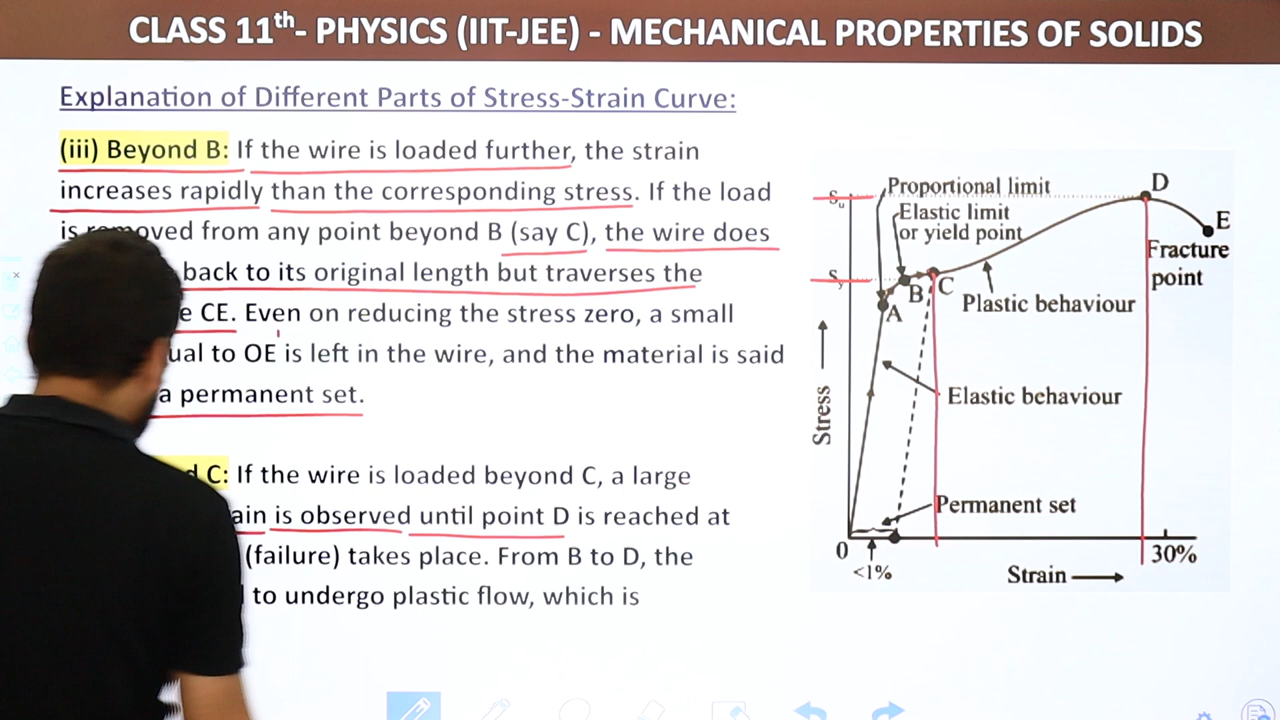 CLASS 11th- PHYSICS (IIT-JEE) - MECHANICAL PROPERTIES OF SOLIDS
Explanation of Different Parts of Stress-Strain Curve:
(iii) Beyond B: If the wire is loaded further, the strain
increases rapidly than the corresponding stress. If the load
is removed from any point beyond B (say C), the wire does
back to its original length but traverses the
e CE. Even on reducing the stress zero, a small
ual to OE is left in the wire, and the material is said
a permanent set.
C: If the wire is loaded beyond C, a large
ain is observed until point D is reached at
(failure) takes place. From B to D, the
to undergo plastic flow, which is
Proportional limit
D
Su
Elastic limit
or yield point
E
Fracture
point
Sy
B
C
A
Plastic behaviour
Elastic behaviour
Stress
Permanent set
0
<1%
30%
Strain